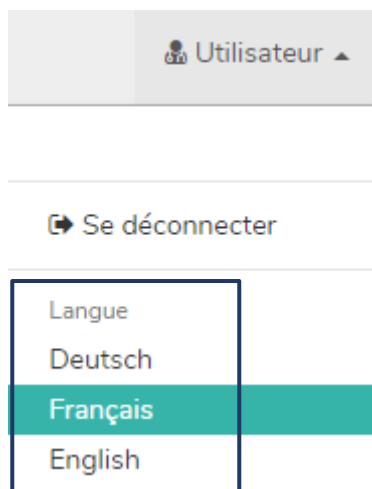 Utilisateur
Se déconnecter
Langue
Deutsch
Français
English